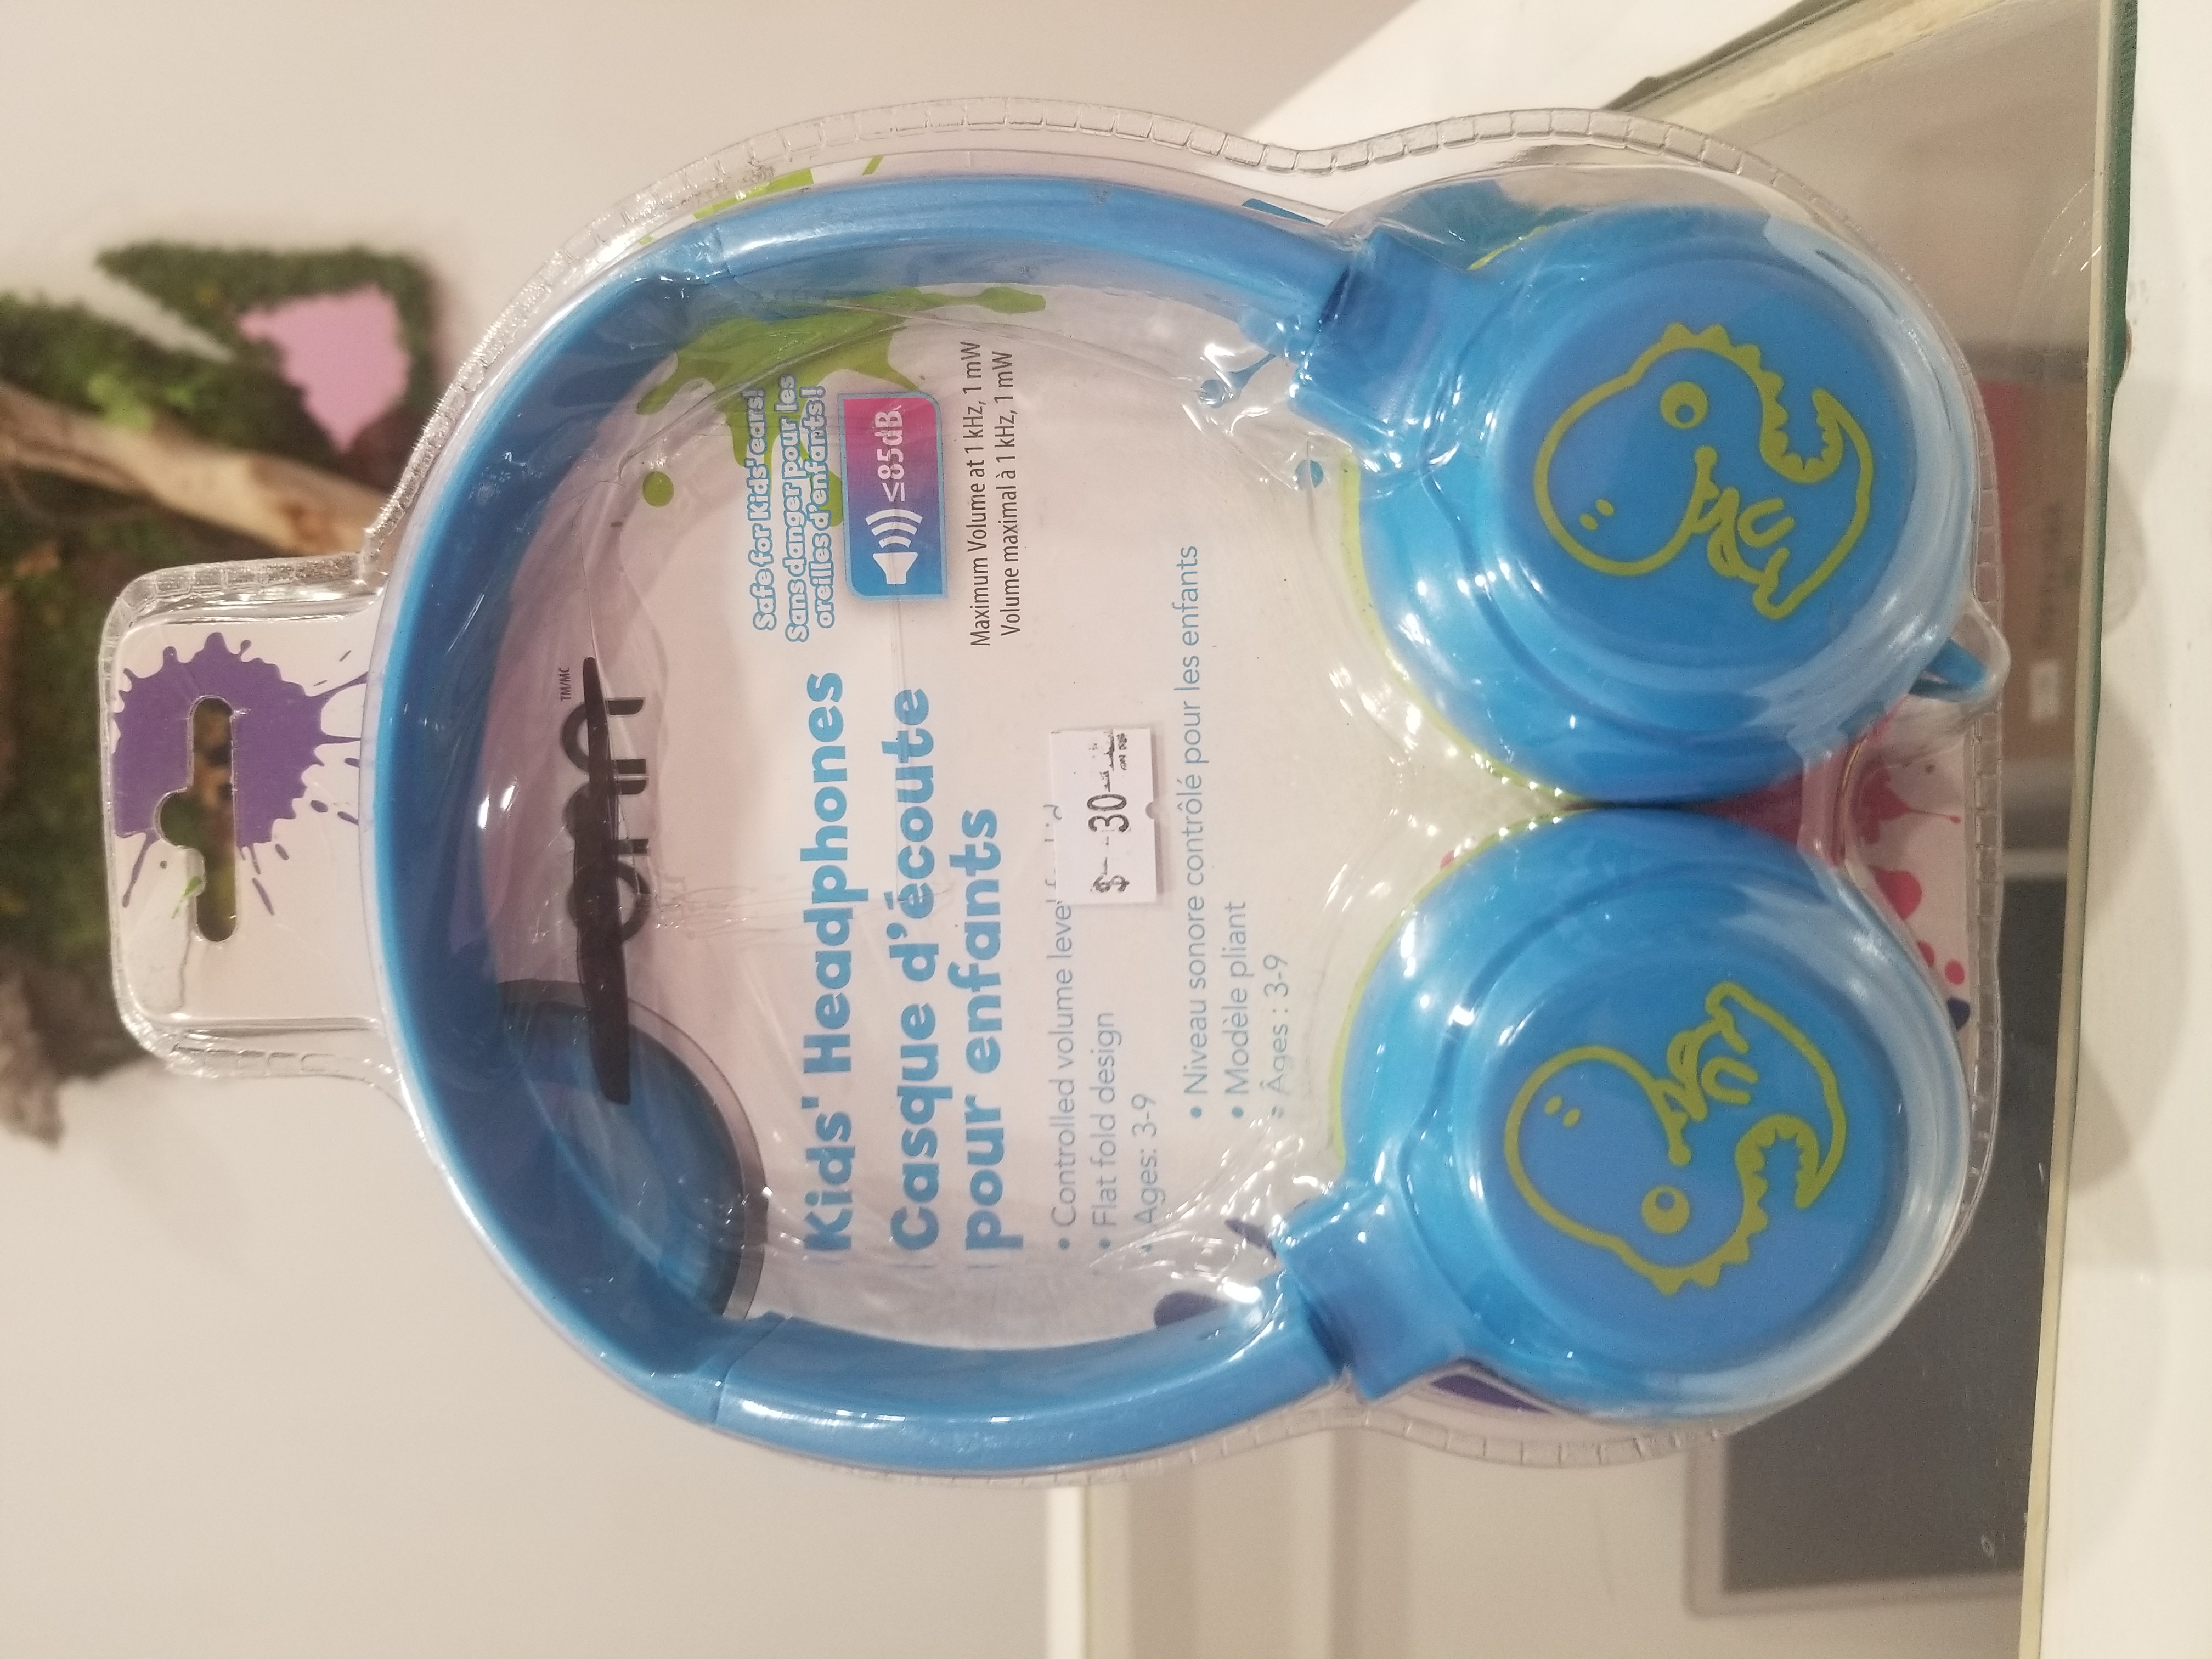 onn
TM/MC
Kids' Headphones
Casque d'écoute
pour enfants
Safe for Kids' ears!
Sans danger pour les
oreilles d'enfants!
≤85dB
Maximum Volume at 1 kHz, 1 mW
Volume maximal à 1 kHz, 1 mW
• Controlled volume level
• Flat fold design
• Ages: 3-9
$ 30
• Niveau sonore contrôlé pour les enfants
• Modèle pliant
• Âges : 3-9